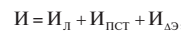 И = И_Л + И_ПСТ + И_ДЭ